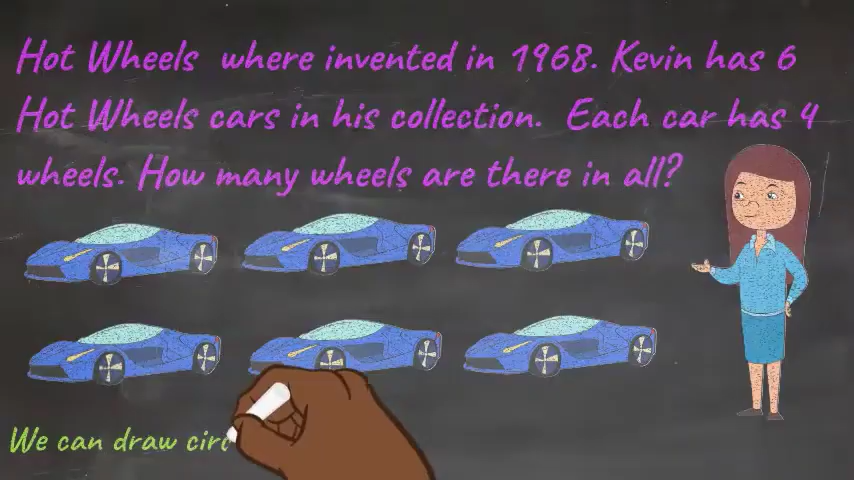 Hot Wheels where invented in 1968. Kevin has 6
Hot Wheels cars in his collection. Each car has 4
wheels. How many wheels are there in all?
We can draw circ